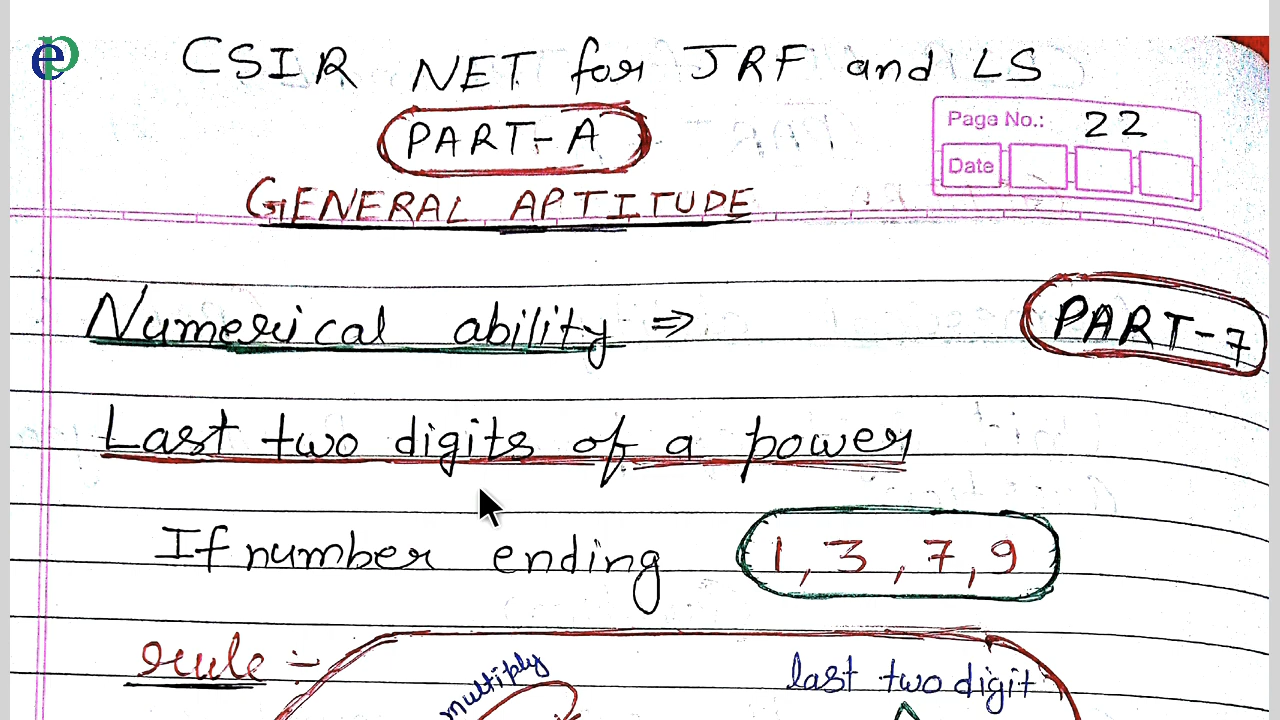 ep
CSIR NET for JRF and LS
PART-A
Page No.: 22
Date
GENERAL APTITUDE
Numerical ability ⇒
PART-7
Last two digits of a power
If number ending 1, 3, 7, 9
rule :-
multiply
last two digit